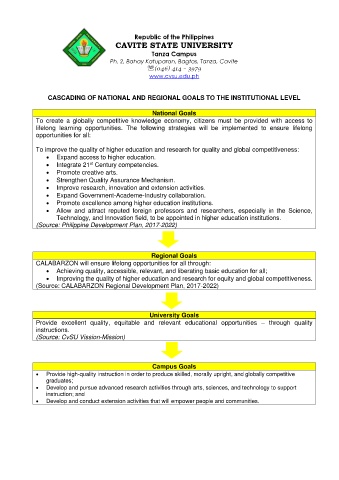 Republic of the Philippines
CAVITE STATE UNIVERSITY
Tanza Campus
Ph. 2, Bahay Katuparan, Bagtas, Tanza, Cavite
☏(046) 414 – 3979
www.cvsu.edu.ph
CASCADING OF NATIONAL AND REGIONAL GOALS TO THE INSTITUTIONAL LEVEL
National Goals
To create a globally competitive knowledge economy, citizens must be provided with access to
lifelong learning opportunities. The following strategies will be implemented to ensure lifelong
opportunities for all:
To improve the quality of higher education and research for quality and global competitiveness:
• Expand access to higher education.
• Integrate 21st Century competencies.
• Promote creative arts.
• Strengthen Quality Assurance Mechanism.
• Improve research, innovation and extension activities.
• Expand Government-Academe-Industry collaboration.
• Promote excellence among higher education institutions.
• Allow and attract reputed foreign professors and researchers, especially in the Science,
Technology, and Innovation field, to be appointed in higher education institutions.
(Source: Philippine Development Plan, 2017-2022)
Regional Goals
CALABARZON will ensure lifelong opportunities for all through:
• Achieving quality, accessible, relevant, and liberating basic education for all;
• Improving the quality of higher education and research for equity and global competitiveness.
(Source: CALABARZON Regional Development Plan, 2017-2022)
University Goals
Provide excellent quality, equitable and relevant educational opportunities – through quality
instructions.
(Source: CvSU Vission-Mission)
Campus Goals
• Provide high-quality instruction in order to produce skilled, morally upright, and globally competitive
graduates;
• Develop and pursue advanced research activities through arts, sciences, and technology to support
instruction; and
• Develop and conduct extension activities that will empower people and communities.